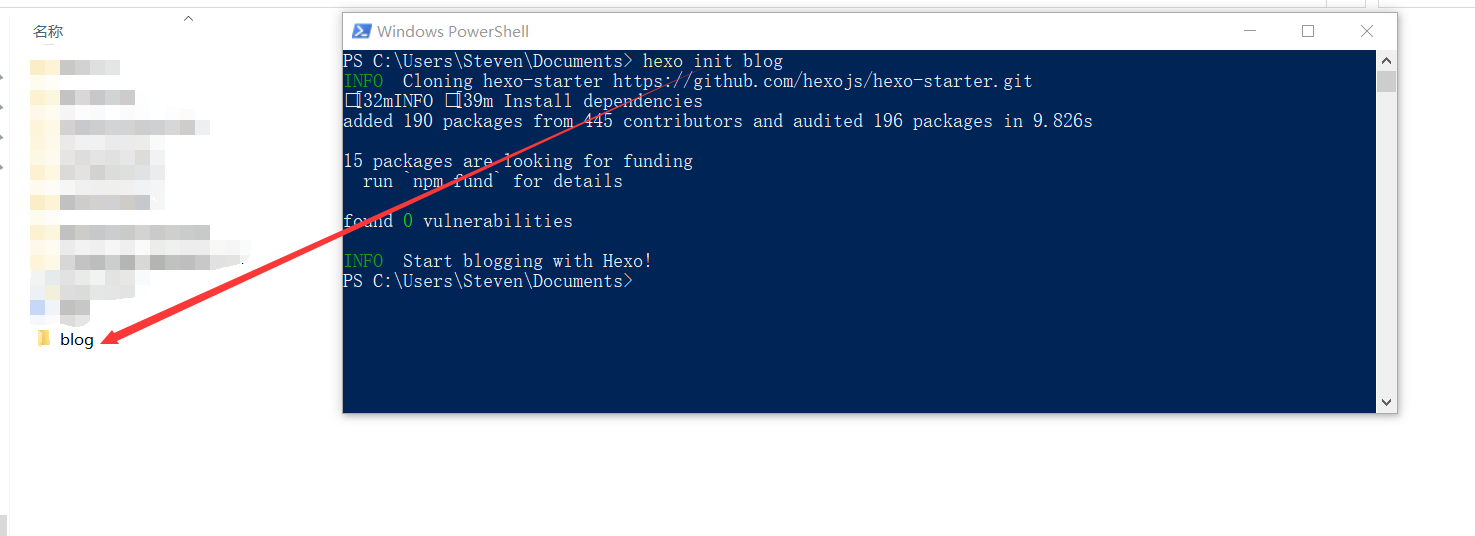 名称
blog
Windows PowerShell
PS C:\Users\Steven\Documents> hexo init blog
INFO  Cloning hexo-starter https://github.com/hexojs/hexo-starter.git
□[32mINFO □[39m Install dependencies
added 190 packages from 445 contributors and audited 196 packages in 9.826s
15 packages are looking for funding
  run `npm fund` for details
found 0 vulnerabilities
INFO  Start blogging with Hexo!
PS C:\Users\Steven\Documents>